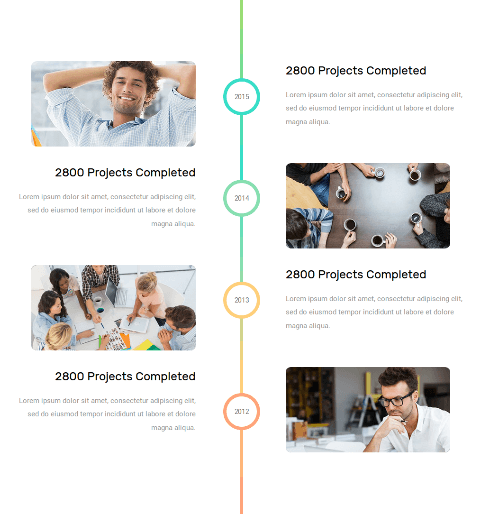 2015
2800 Projects Completed
Lorem ipsum dolor sit amet, consectetur adipiscing elit,
sed do eiusmod tempor incididunt ut labore et dolore
magna aliqua.
2014
2800 Projects Completed
Lorem ipsum dolor sit amet, consectetur adipiscing elit,
sed do eiusmod tempor incididunt ut labore et dolore
magna aliqua.
2013
2800 Projects Completed
Lorem ipsum dolor sit amet, consectetur adipiscing elit,
sed do eiusmod tempor incididunt ut labore et dolore
magna aliqua.
2012
2800 Projects Completed
Lorem ipsum dolor sit amet, consectetur adipiscing elit,
sed do eiusmod tempor incididunt ut labore et dolore
magna aliqua.